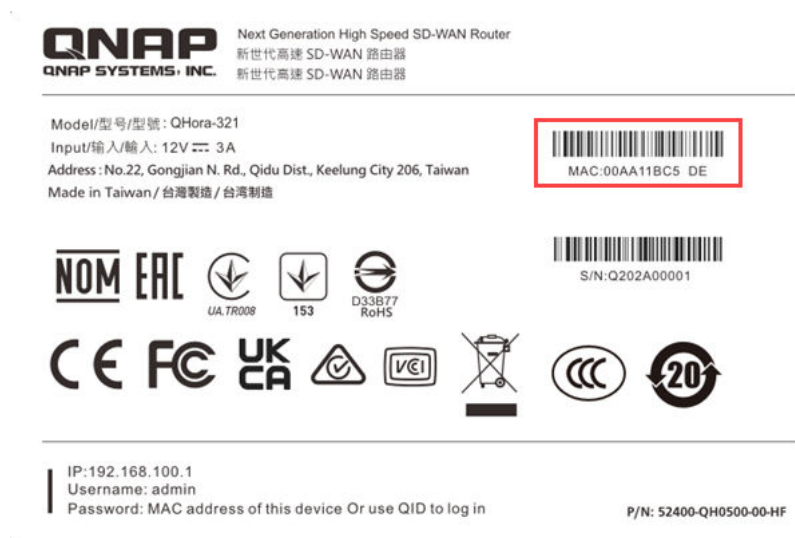 QNAP
QNAP SYSTEMS, INC.
Next Generation High Speed SD-WAN Router
新世代高速 SD-WAN 路由器
新世代高速 SD-WAN 路由器
Model/型号/型號: QHora-321
Input/输入/輸入: 12V ⎓ 3A
Address : No.22, Gongjian N. Rd., Qidu Dist., Keelung City 206, Taiwan
Made in Taiwan / 台灣製造 / 台湾制造
MAC:00AA11BC5 DE
S/N:Q202A00001
NOM EAC
UA.TR008
153
D33B77
RoHS
CE FC UK CA VCI CCC 20
IP:192.168.100.1
Username: admin
Password: MAC address of this device Or use QID to log in
P/N: 52400-QH0500-00-HF